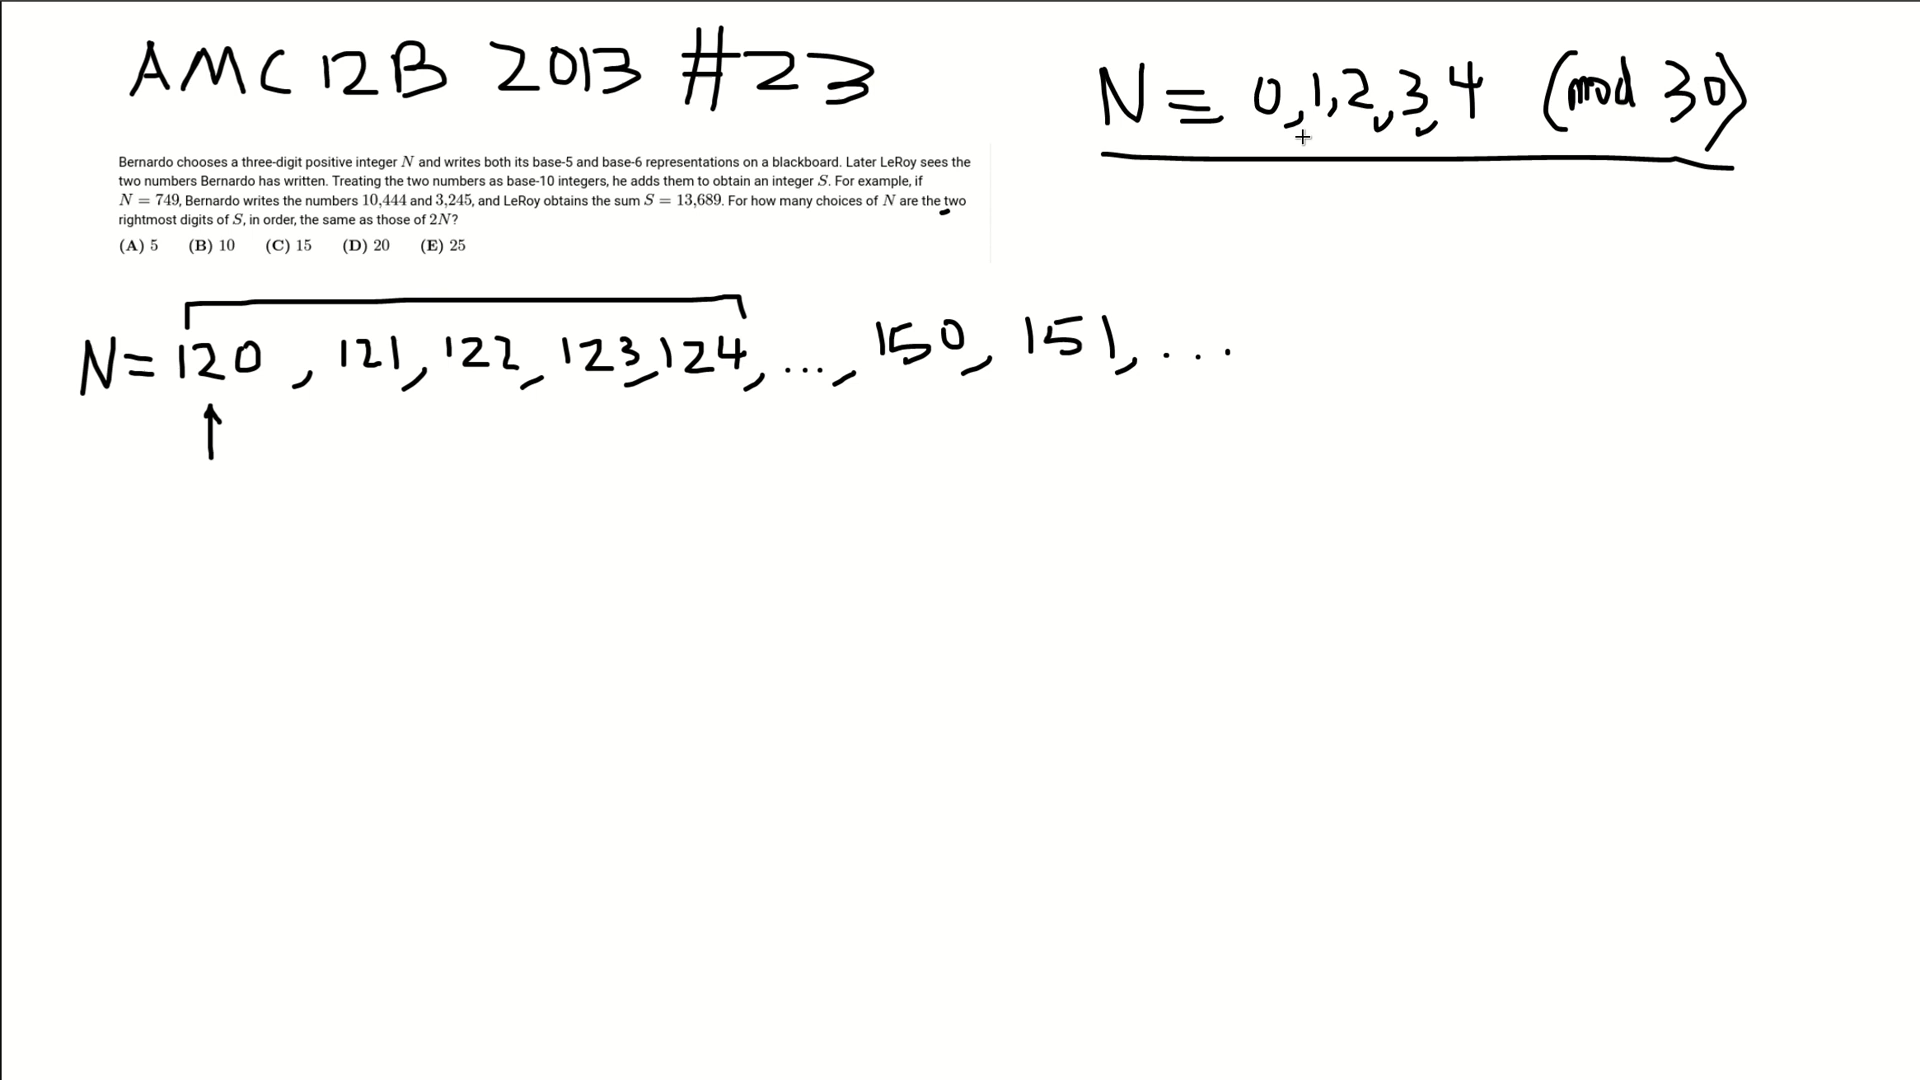 AMC 12B 2013 #23
N ≡ 0,1,2,3,4 (mod 30)
Bernardo chooses a three-digit positive integer N and writes both its base-5 and base-6 representations on a blackboard. Later LeRoy sees the
two numbers Bernardo has written. Treating the two numbers as base-10 integers, he adds them to obtain an integer S. For example, if
N = 749, Bernardo writes the numbers 10,444 and 3,245, and LeRoy obtains the sum S = 13,689. For how many choices of N are the two
rightmost digits of S, in order, the same as those of 2N?
(A) 5 (B) 10 (C) 15 (D) 20 (E) 25
N = 120, 121, 122, 123, 124, ..., 150, 151, ...